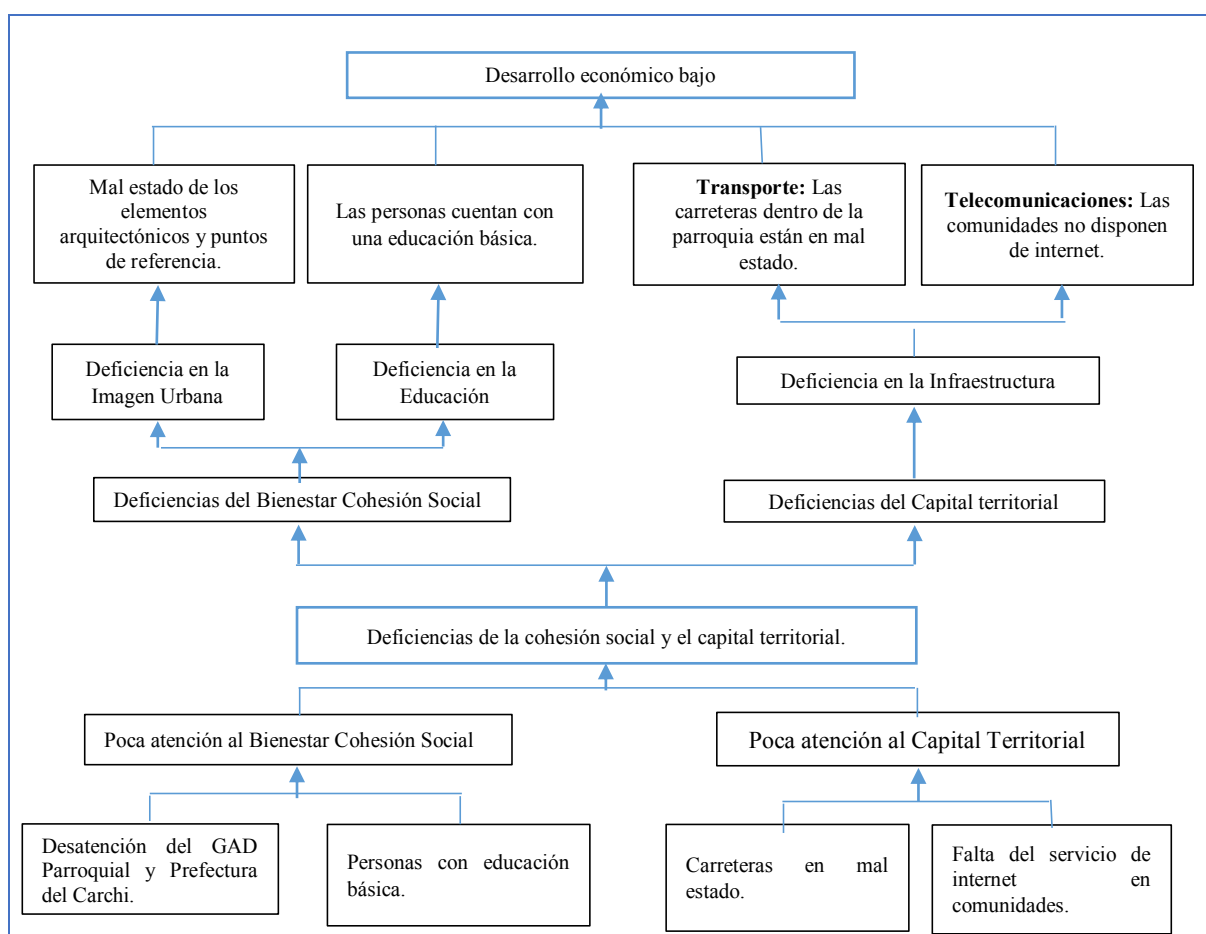 Desarrollo económico bajo
Mal estado de los
elementos
arquitectónicos y puntos
de referencia.
Las personas cuentan con
una educación básica.
Transporte: Las
carreteras dentro de la
parroquia están en mal
estado.
Telecomunicaciones: Las
comunidades no disponen
de internet.
Deficiencia en la
Imagen Urbana
Deficiencia en la
Educación
Deficiencia en la Infraestructura
Deficiencias del Bienestar Cohesión Social
Deficiencias del Capital territorial
Deficiencias de la cohesión social y el capital territorial.
Poca atención al Bienestar Cohesión Social
Poca atención al Capital Territorial
Desatención del GAD
Parroquial y Prefectura
del Carchi.
Personas con educación
básica.
Carreteras en mal
estado.
Falta del servicio de
internet en
comunidades.